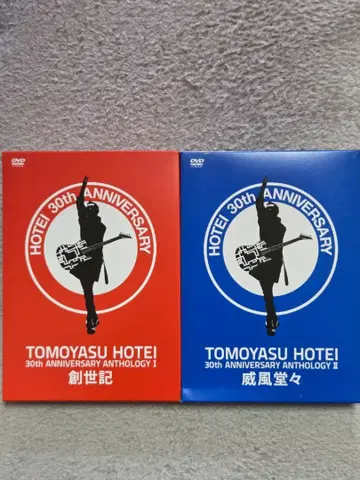 DVD
HOTEI 30th ANNIVERSARY
TOMOYASU HOTEI
30th ANNIVERSARY ANTHOLOGY I
創世記
DVD
HOTEI 30th ANNIVERSARY
TOMOYASU HOTEI
30th ANNIVERSARY ANTHOLOGY II
威風堂々